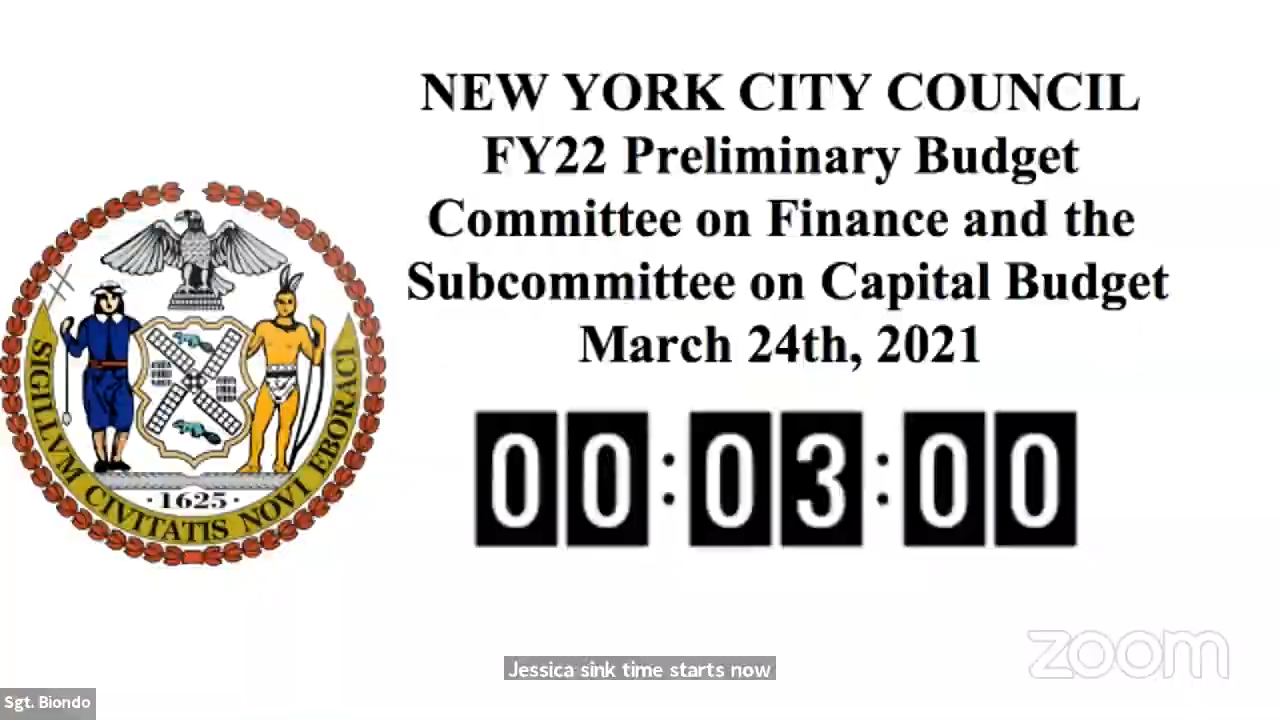 NEW YORK CITY COUNCIL
FY22 Preliminary Budget
Committee on Finance and the
Subcommittee on Capital Budget
March 24th, 2021
00:03:00
SIGILLVM CIVITATIS NOVI EBORACI
·1625·
zoom
Jessica sink time starts now
Sgt. Biondo